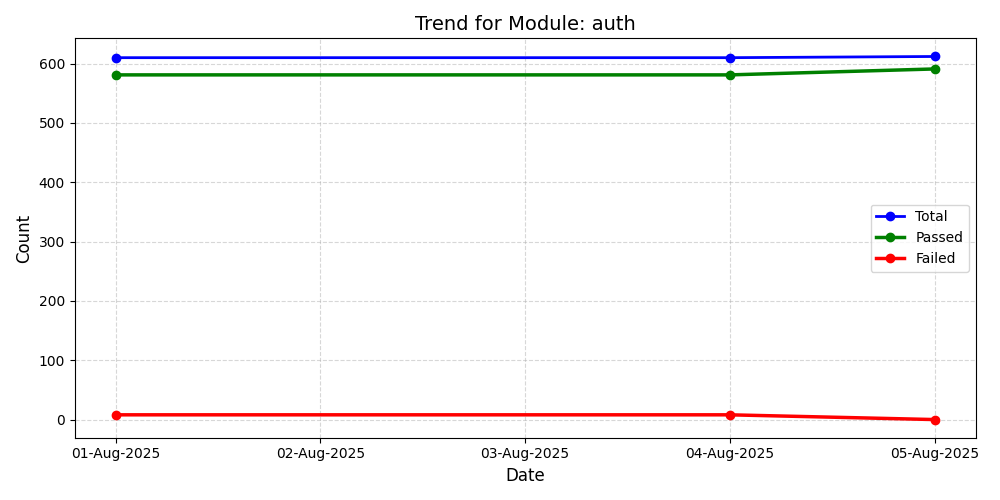 Trend for Module: auth
600
500
400
300
200
100
0
Count
Total
Passed
Failed
01-Aug-2025
02-Aug-2025
03-Aug-2025
04-Aug-2025
05-Aug-2025
Date